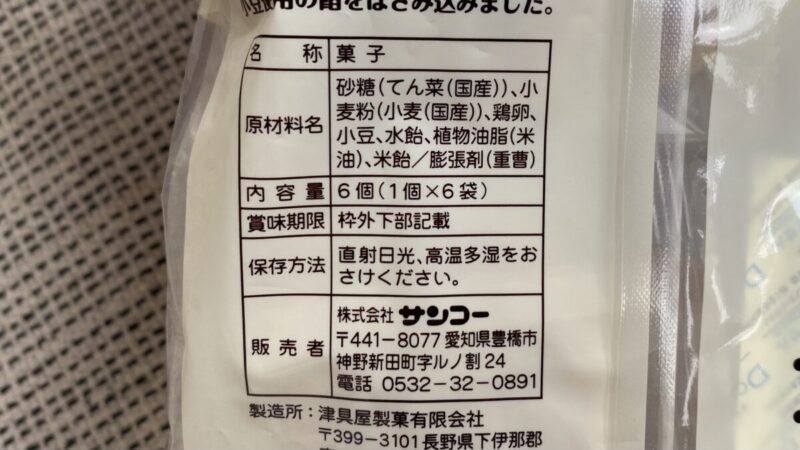 小豆使用の餡をはさみ込みました。
名称 菓子
原材料名 砂糖(てん菜(国産))、小
麦粉(小麦(国産))、鶏卵、
小豆、水飴、植物油脂(米
油)、米飴/膨張剤(重曹)
内容量 6個(1個×6袋)
賞味期限 枠外下部記載
保存方法 直射日光、高温多湿をお
さけください。
販売者 株式会社 サンコー
〒441-8077 愛知県豊橋市
神野新田町字ルノ割24
電話 0532-32-0891
製造所:津具屋製菓有限会社
〒399-3101 長野県下伊那郡